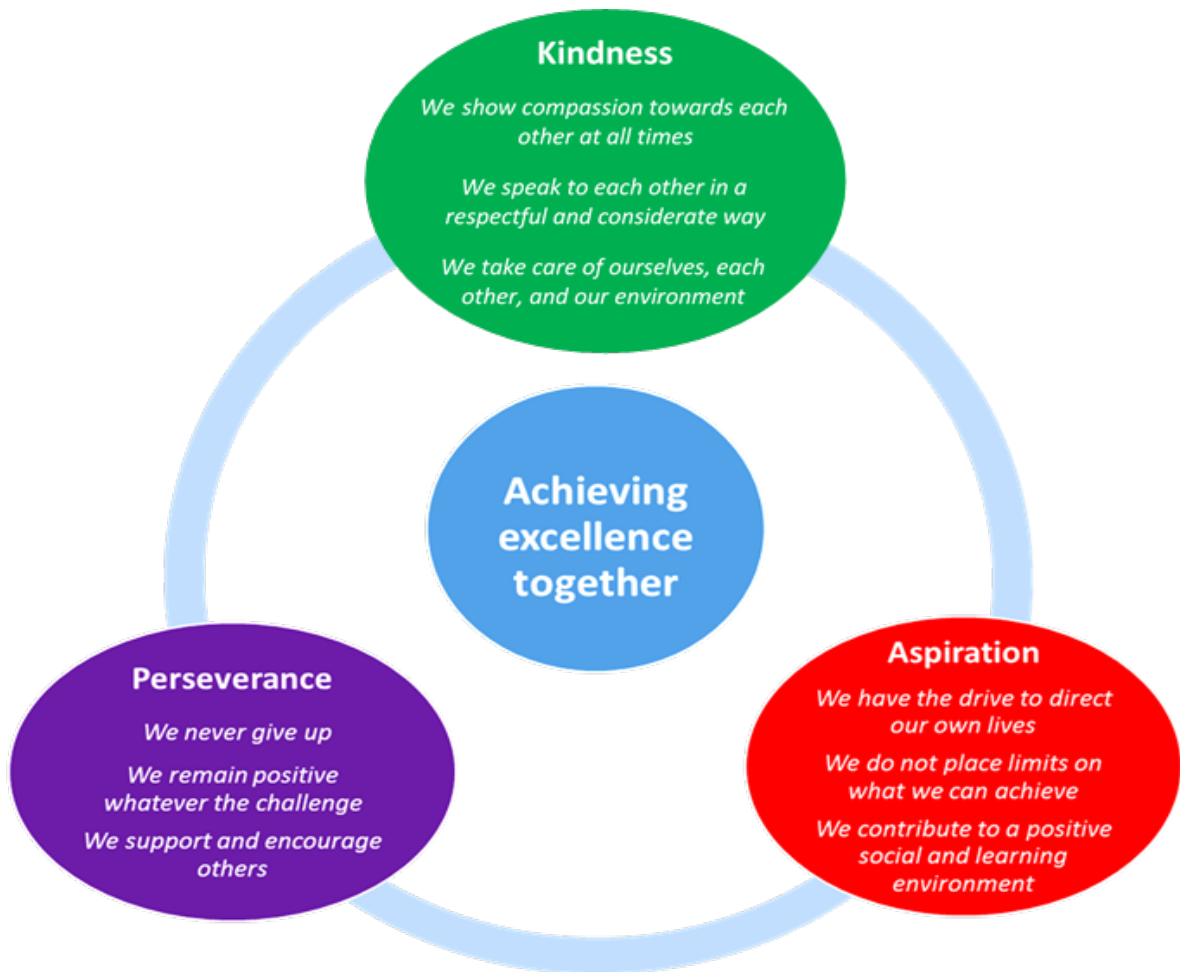 Kindness
We show compassion towards each
other at all times
We speak to each other in a
respectful and considerate way
We take care of ourselves, each
other, and our environment
Achieving
excellence
together
Perseverance
We never give up
We remain positive
whatever the challenge
We support and encourage
others
Aspiration
We have the drive to direct
our own lives
We do not place limits on
what we can achieve
We contribute to a positive
social and learning
environment